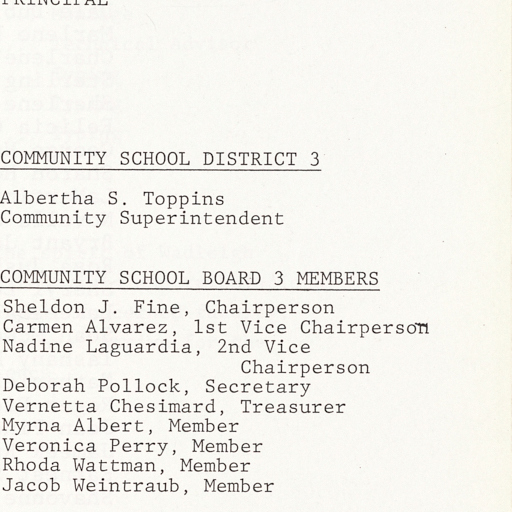 PRINCIPAL
COMMUNITY SCHOOL DISTRICT 3
Albertha S. Toppins
Community Superintendent
COMMUNITY SCHOOL BOARD 3 MEMBERS
Sheldon J. Fine, Chairperson
Carmen Alvarez, 1st Vice Chairperson
Nadine Laguardia, 2nd Vice
Chairperson
Deborah Pollock, Secretary
Vernetta Chesimard, Treasurer
Myrna Albert, Member
Veronica Perry, Member
Rhoda Wattman, Member
Jacob Weintraub, Member